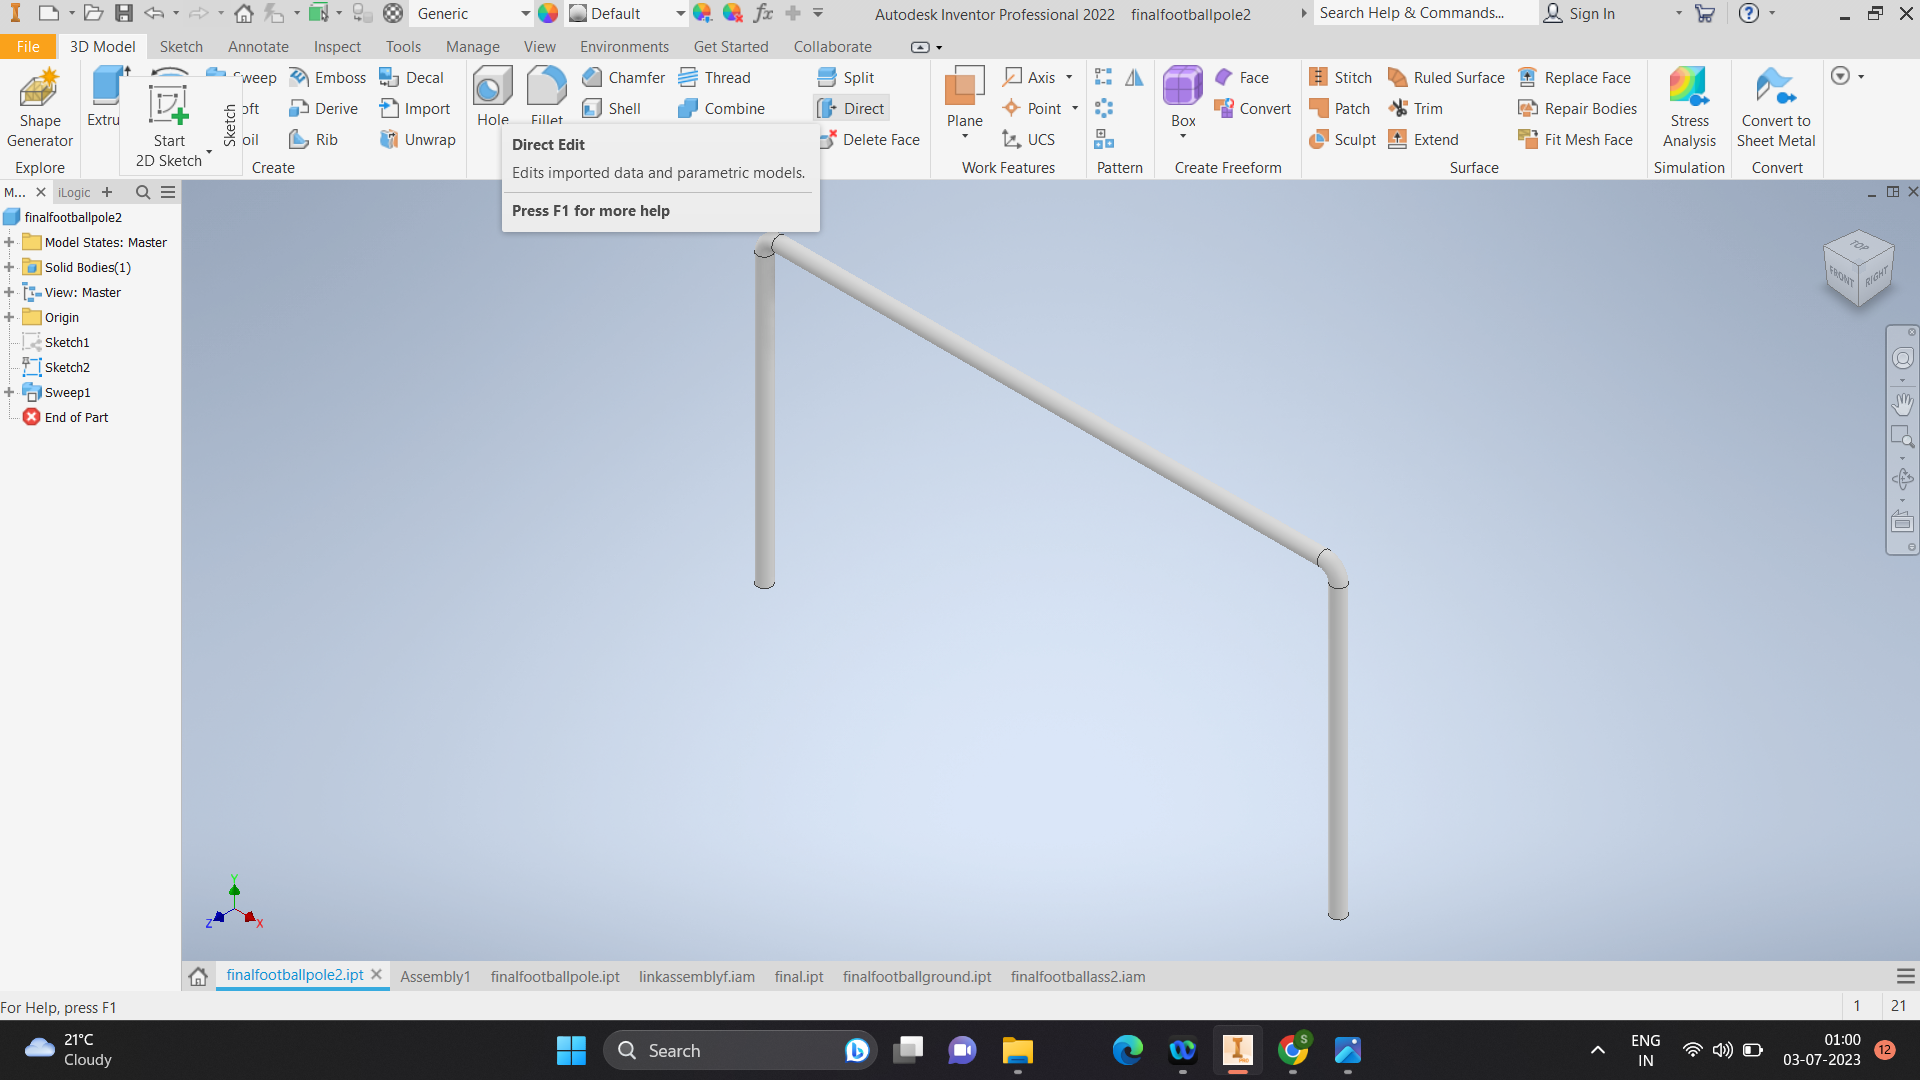 Generic
Default
fx
Autodesk Inventor Professional 2022 finalfootballpole2
Search Help & Commands...
Sign In
File
3D Model
Sketch
Annotate
Inspect
Tools
Manage
View
Environments
Get Started
Collaborate
Shape
Generator
Explore
Extru
Start
2D Sketch
Sketch
Sweep
oft
oil
Emboss
Derive
Rib
Decal
Import
Unwrap
Create
Hole
Fillet
Chamfer
Shell
Thread
Combine
Split
Direct
Delete Face
Direct Edit
Edits imported data and parametric models.
Press F1 for more help
Plane
Axis
Point
UCS
Work Features
Pattern
Box
Face
Convert
Create Freeform
Stitch
Patch
Sculpt
Ruled Surface
Trim
Extend
Replace Face
Repair Bodies
Fit Mesh Face
Surface
Stress
Analysis
Simulation
Convert to
Sheet Metal
Convert
M...
iLogic
finalfootballpole2
Model States: Master
Solid Bodies(1)
View: Master
Origin
Sketch1
Sketch2
Sweep1
End of Part
TOP
FRONT
RIGHT
Y
Z
X
finalfootballpole2.ipt
Assembly1
finalfootballpole.ipt
linkassemblyf.iam
final.ipt
finalfootballground.ipt
finalfootballass2.iam
For Help, press F1
1
21
21°C
Cloudy
Search
S
ENG
IN
01:00
03-07-2023
12